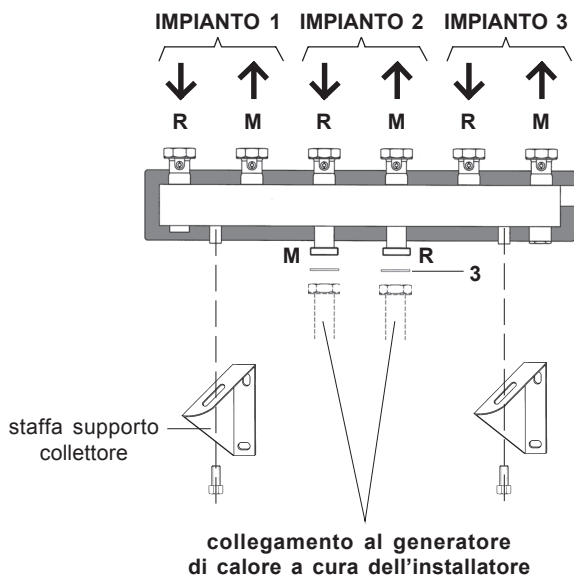 IMPIANTO 1 IMPIANTO 2 IMPIANTO 3
R M R M R M
M R
3
staffa supporto
collettore
collegamento al generatore
di calore a cura dell'installatore